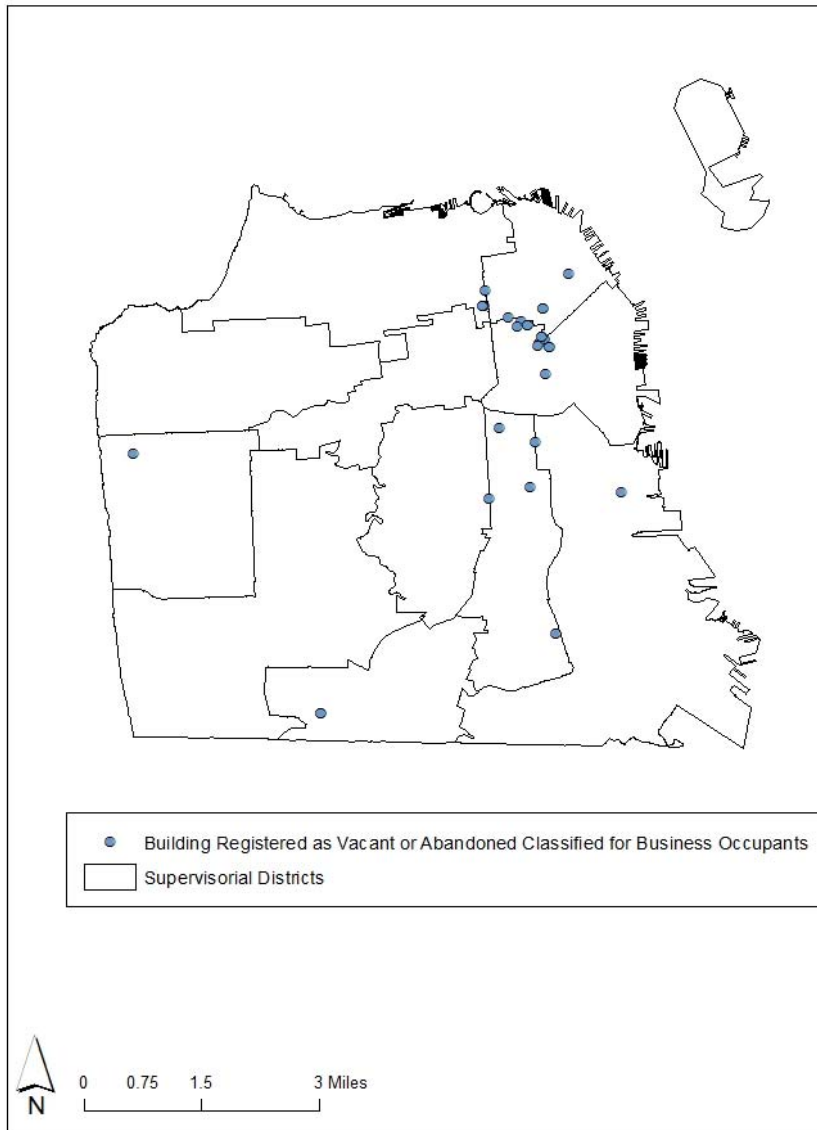 Building Registered as Vacant or Abandoned Classified for Business Occupants
Supervisorial Districts
0 0.75 1.5 3 Miles
N